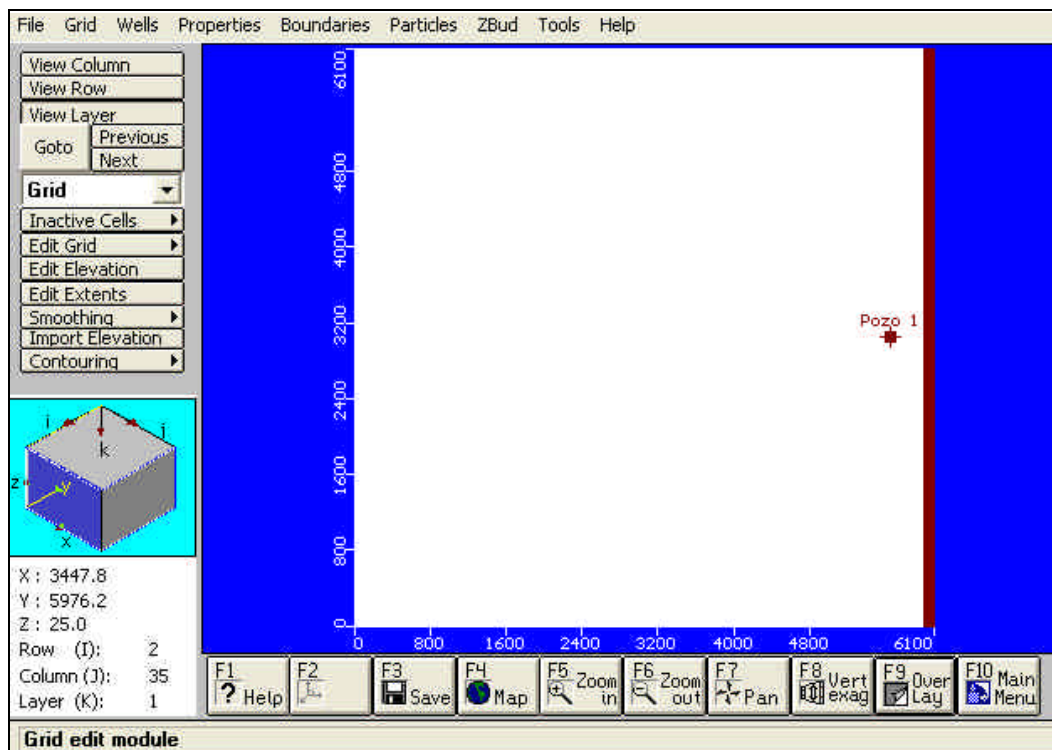 File Grid Wells Properties Boundaries Particles ZBud Tools Help
View Column
View Row
View Layer
Goto
Previous
Next
Grid
Inactive Cells
Edit Grid
Edit Elevation
Edit Extents
Smoothing
Import Elevation
Contouring
i
j
k
z
y
x
X : 3447.8
Y : 5976.2
Z : 25.0
Row (I): 2
Column (J): 35
Layer (K): 1
6100
4800
4000
3200
2400
1600
800
0
Pozo 1
0 800 1600 2400 3200 4000 4800 6100
F1 ? Help
F2
F3 Save
F4 Map
F5 Zoom in
F6 Zoom out
F7 Pan
F8 Vert exag
F9 Over Lay
F10 Main Menu
Grid edit module